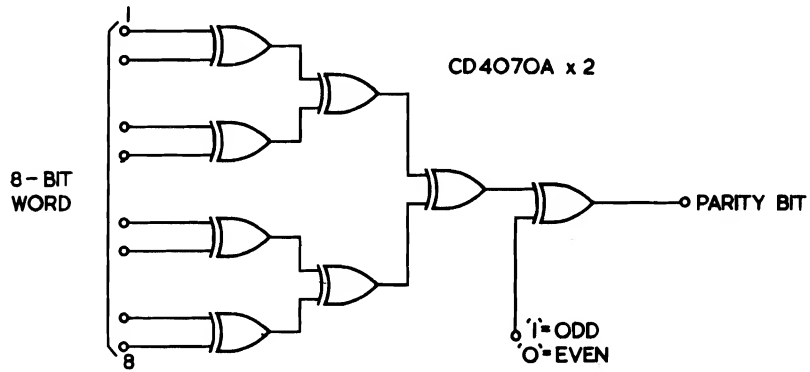 1
CD4070A x 2
8-BIT
WORD
PARITY BIT
'1'=ODD
'0'=EVEN
8